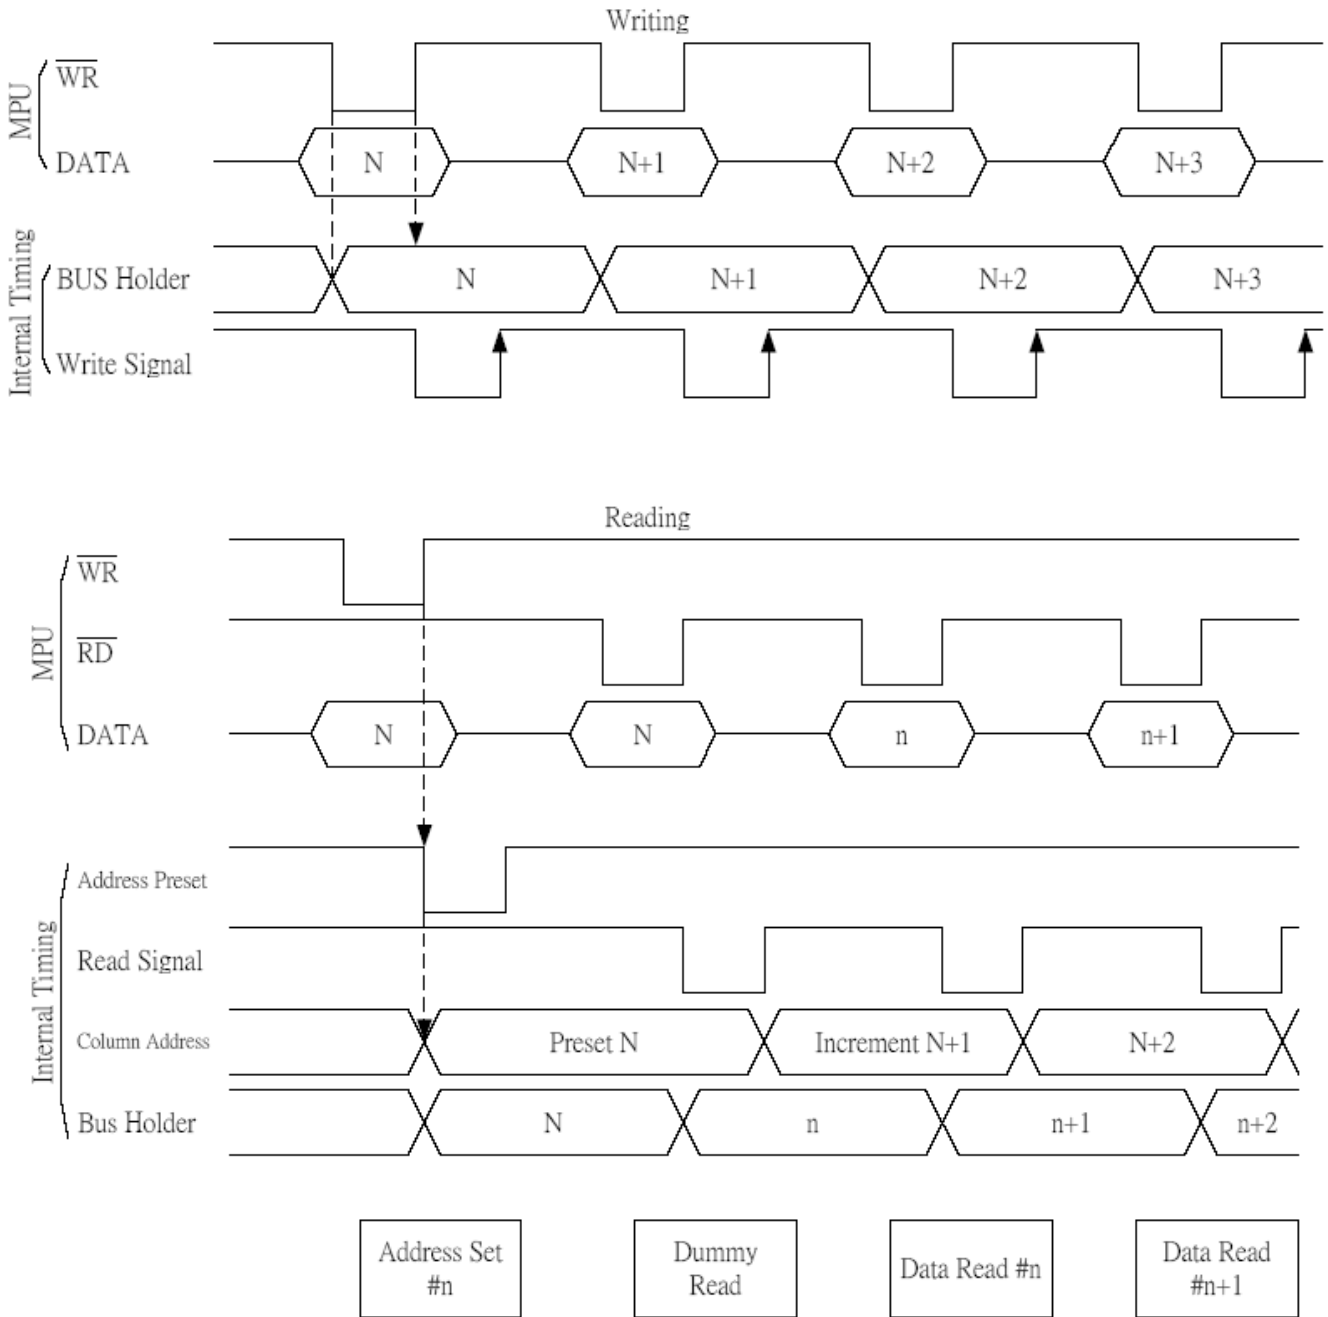 Writing
MPU
WR
DATA
N
N+1
N+2
N+3
Internal Timing
BUS Holder
N
N+1
N+2
N+3
Write Signal
Reading
MPU
WR
RD
DATA
N
N
n
n+1
Internal Timing
Address Preset
Read Signal
Column Address
Preset N
Increment N+1
N+2
Bus Holder
N
n
n+1
n+2
Address Set
#n
Dummy
Read
Data Read #n
Data Read
#n+1